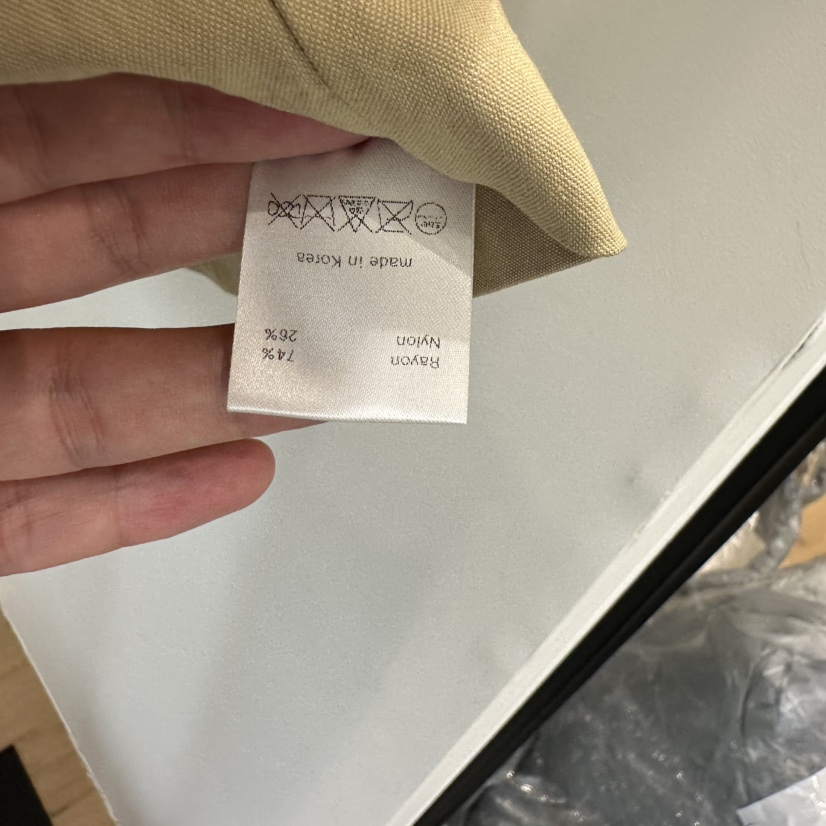 Rayon 74%
Nylon 26%
made in Korea